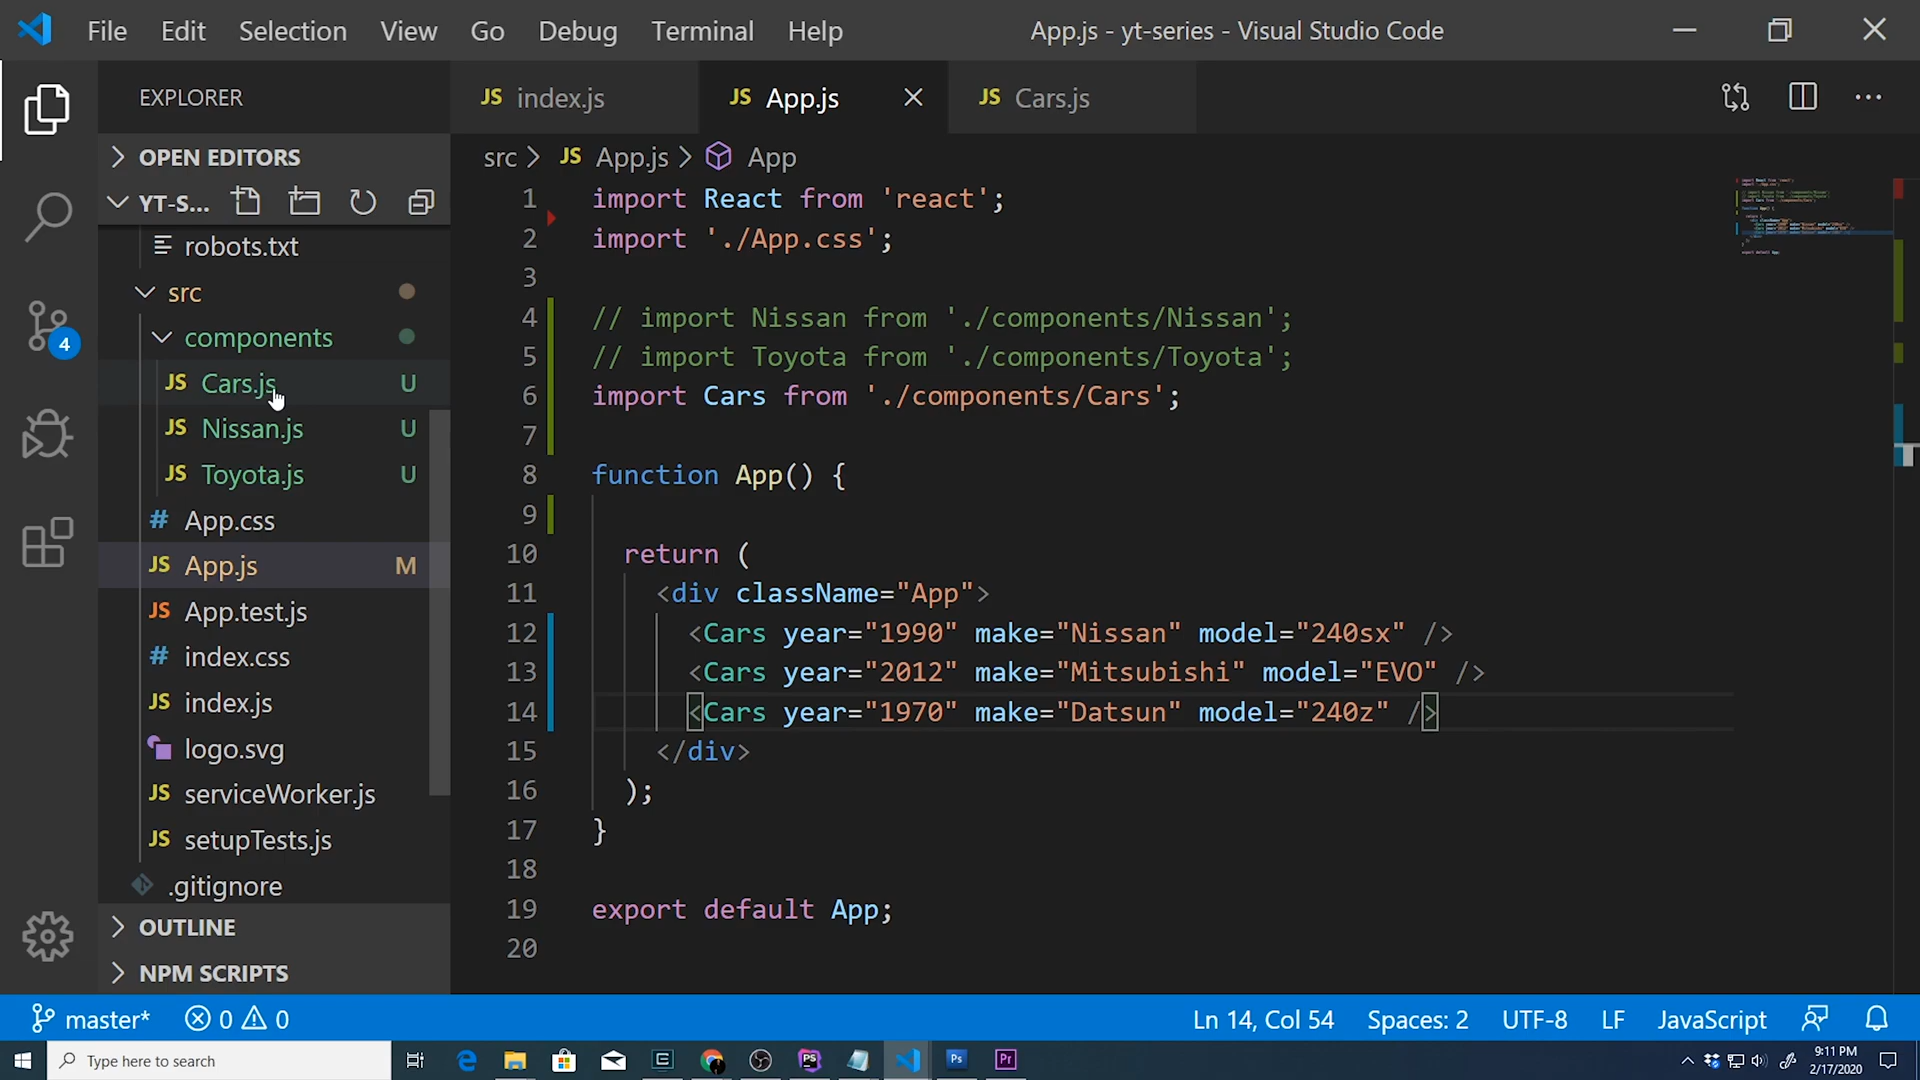 File Edit Selection View Go Debug Terminal Help App.js - yt-series - Visual Studio Code
EXPLORER
JS index.js JS App.js JS Cars.js
OPEN EDITORS
YT-S...
robots.txt
src
components
JS Cars.js U
JS Nissan.js U
JS Toyota.js U
# App.css
JS App.js M
JS App.test.js
# index.css
JS index.js
logo.svg
JS serviceWorker.js
JS setupTests.js
.gitignore
OUTLINE
NPM SCRIPTS
4
src > JS App.js > App
1 import React from 'react';
2 import './App.css';
3
4 // import Nissan from './components/Nissan';
5 // import Toyota from './components/Toyota';
6 import Cars from './components/Cars';
7
8 function App() {
9
10 return (
11 <div className="App">
12 <Cars year="1990" make="Nissan" model="240sx" />
13 <Cars year="2012" make="Mitsubishi" model="EVO" />
14 <Cars year="1970" make="Datsun" model="240z" />
15 </div>
16 );
17 }
18
19 export default App;
20
master* 0 0 Ln 14, Col 54 Spaces: 2 UTF-8 LF JavaScript
Type here to search
PS Ps Pr
9:11 PM
2/17/2020